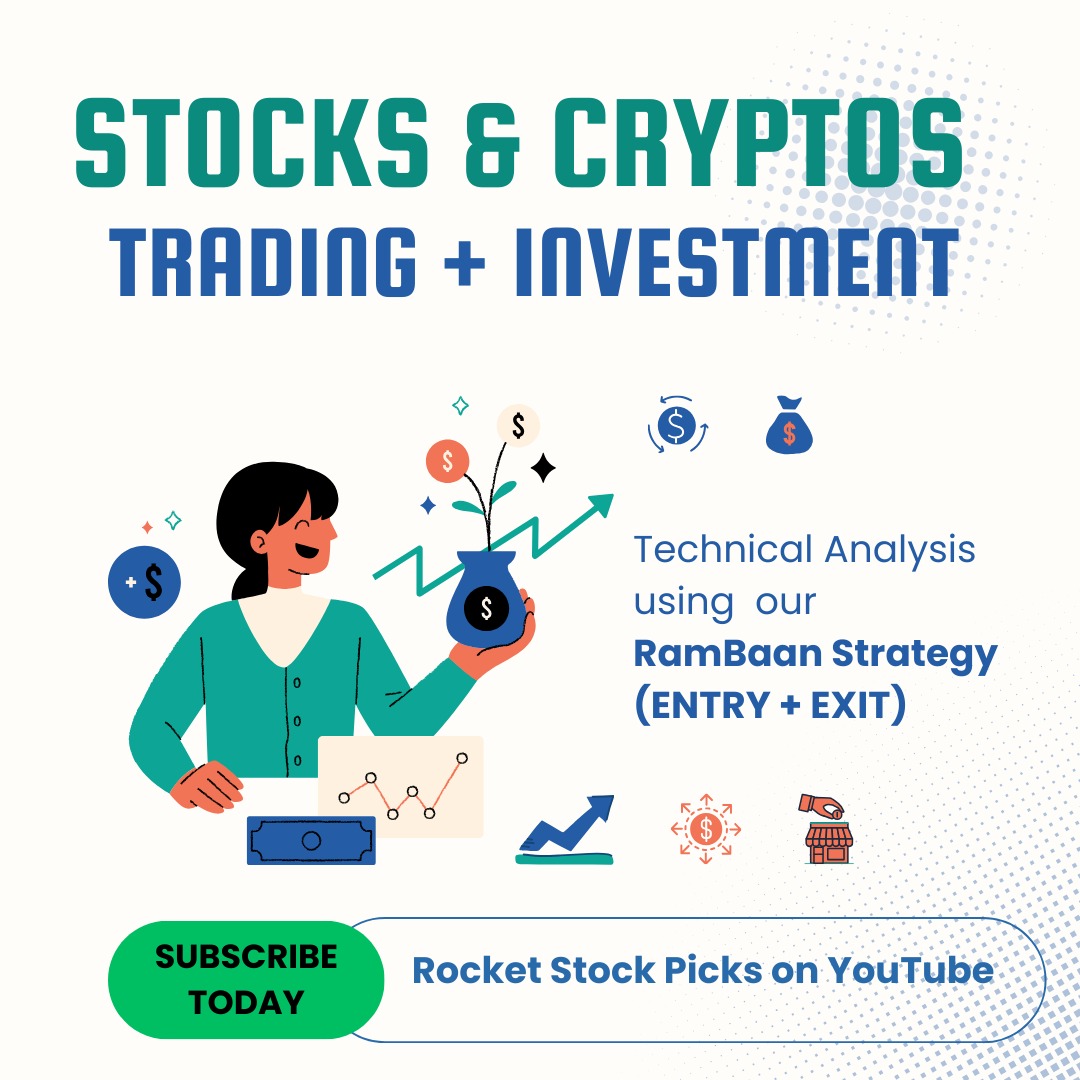 STOCKS & CRYPTOS
TRADING + INVESTMENT
$
$
$
$
$
+ $
$
Technical Analysis
using our
RamBaan Strategy
(ENTRY + EXIT)
$
SUBSCRIBE
TODAY
Rocket Stock Picks on YouTube